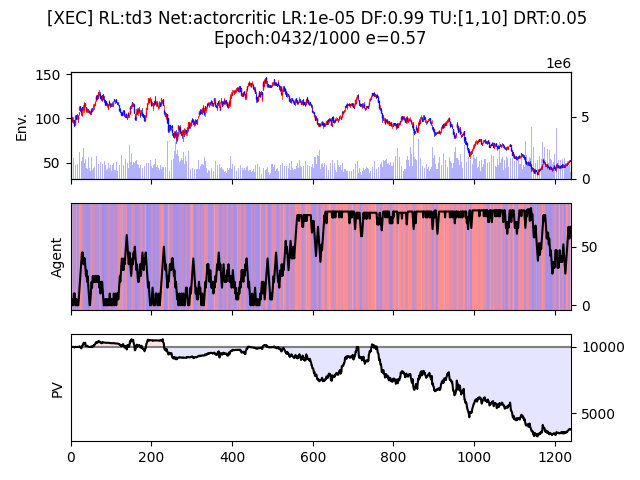 [XEC] RL:td3 Net:actorcritic LR:1e-05 DF:0.99 TU:[1,10] DRT:0.05
Epoch:0432/1000 e=0.57
1e6
150
100
50
Env.
5
0
Agent
50
0
PV
10000
5000
0 200 400 600 800 1000 1200